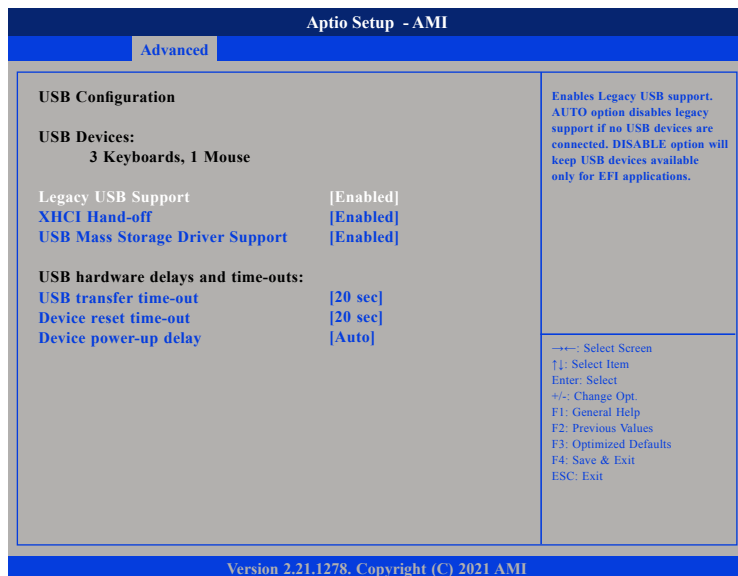 Aptio Setup - AMI
Advanced
USB Configuration
USB Devices:
3 Keyboards, 1 Mouse
Legacy USB Support [Enabled]
XHCI Hand-off [Enabled]
USB Mass Storage Driver Support [Enabled]
USB hardware delays and time-outs:
USB transfer time-out [20 sec]
Device reset time-out [20 sec]
Device power-up delay [Auto]
Enables Legacy USB support.
AUTO option disables legacy
support if no USB devices are
connected. DISABLE option will
keep USB devices available
only for EFI applications.
→←: Select Screen
↑↓: Select Item
Enter: Select
+/-: Change Opt.
F1: General Help
F2: Previous Values
F3: Optimized Defaults
F4: Save & Exit
ESC: Exit
Version 2.21.1278. Copyright (C) 2021 AMI